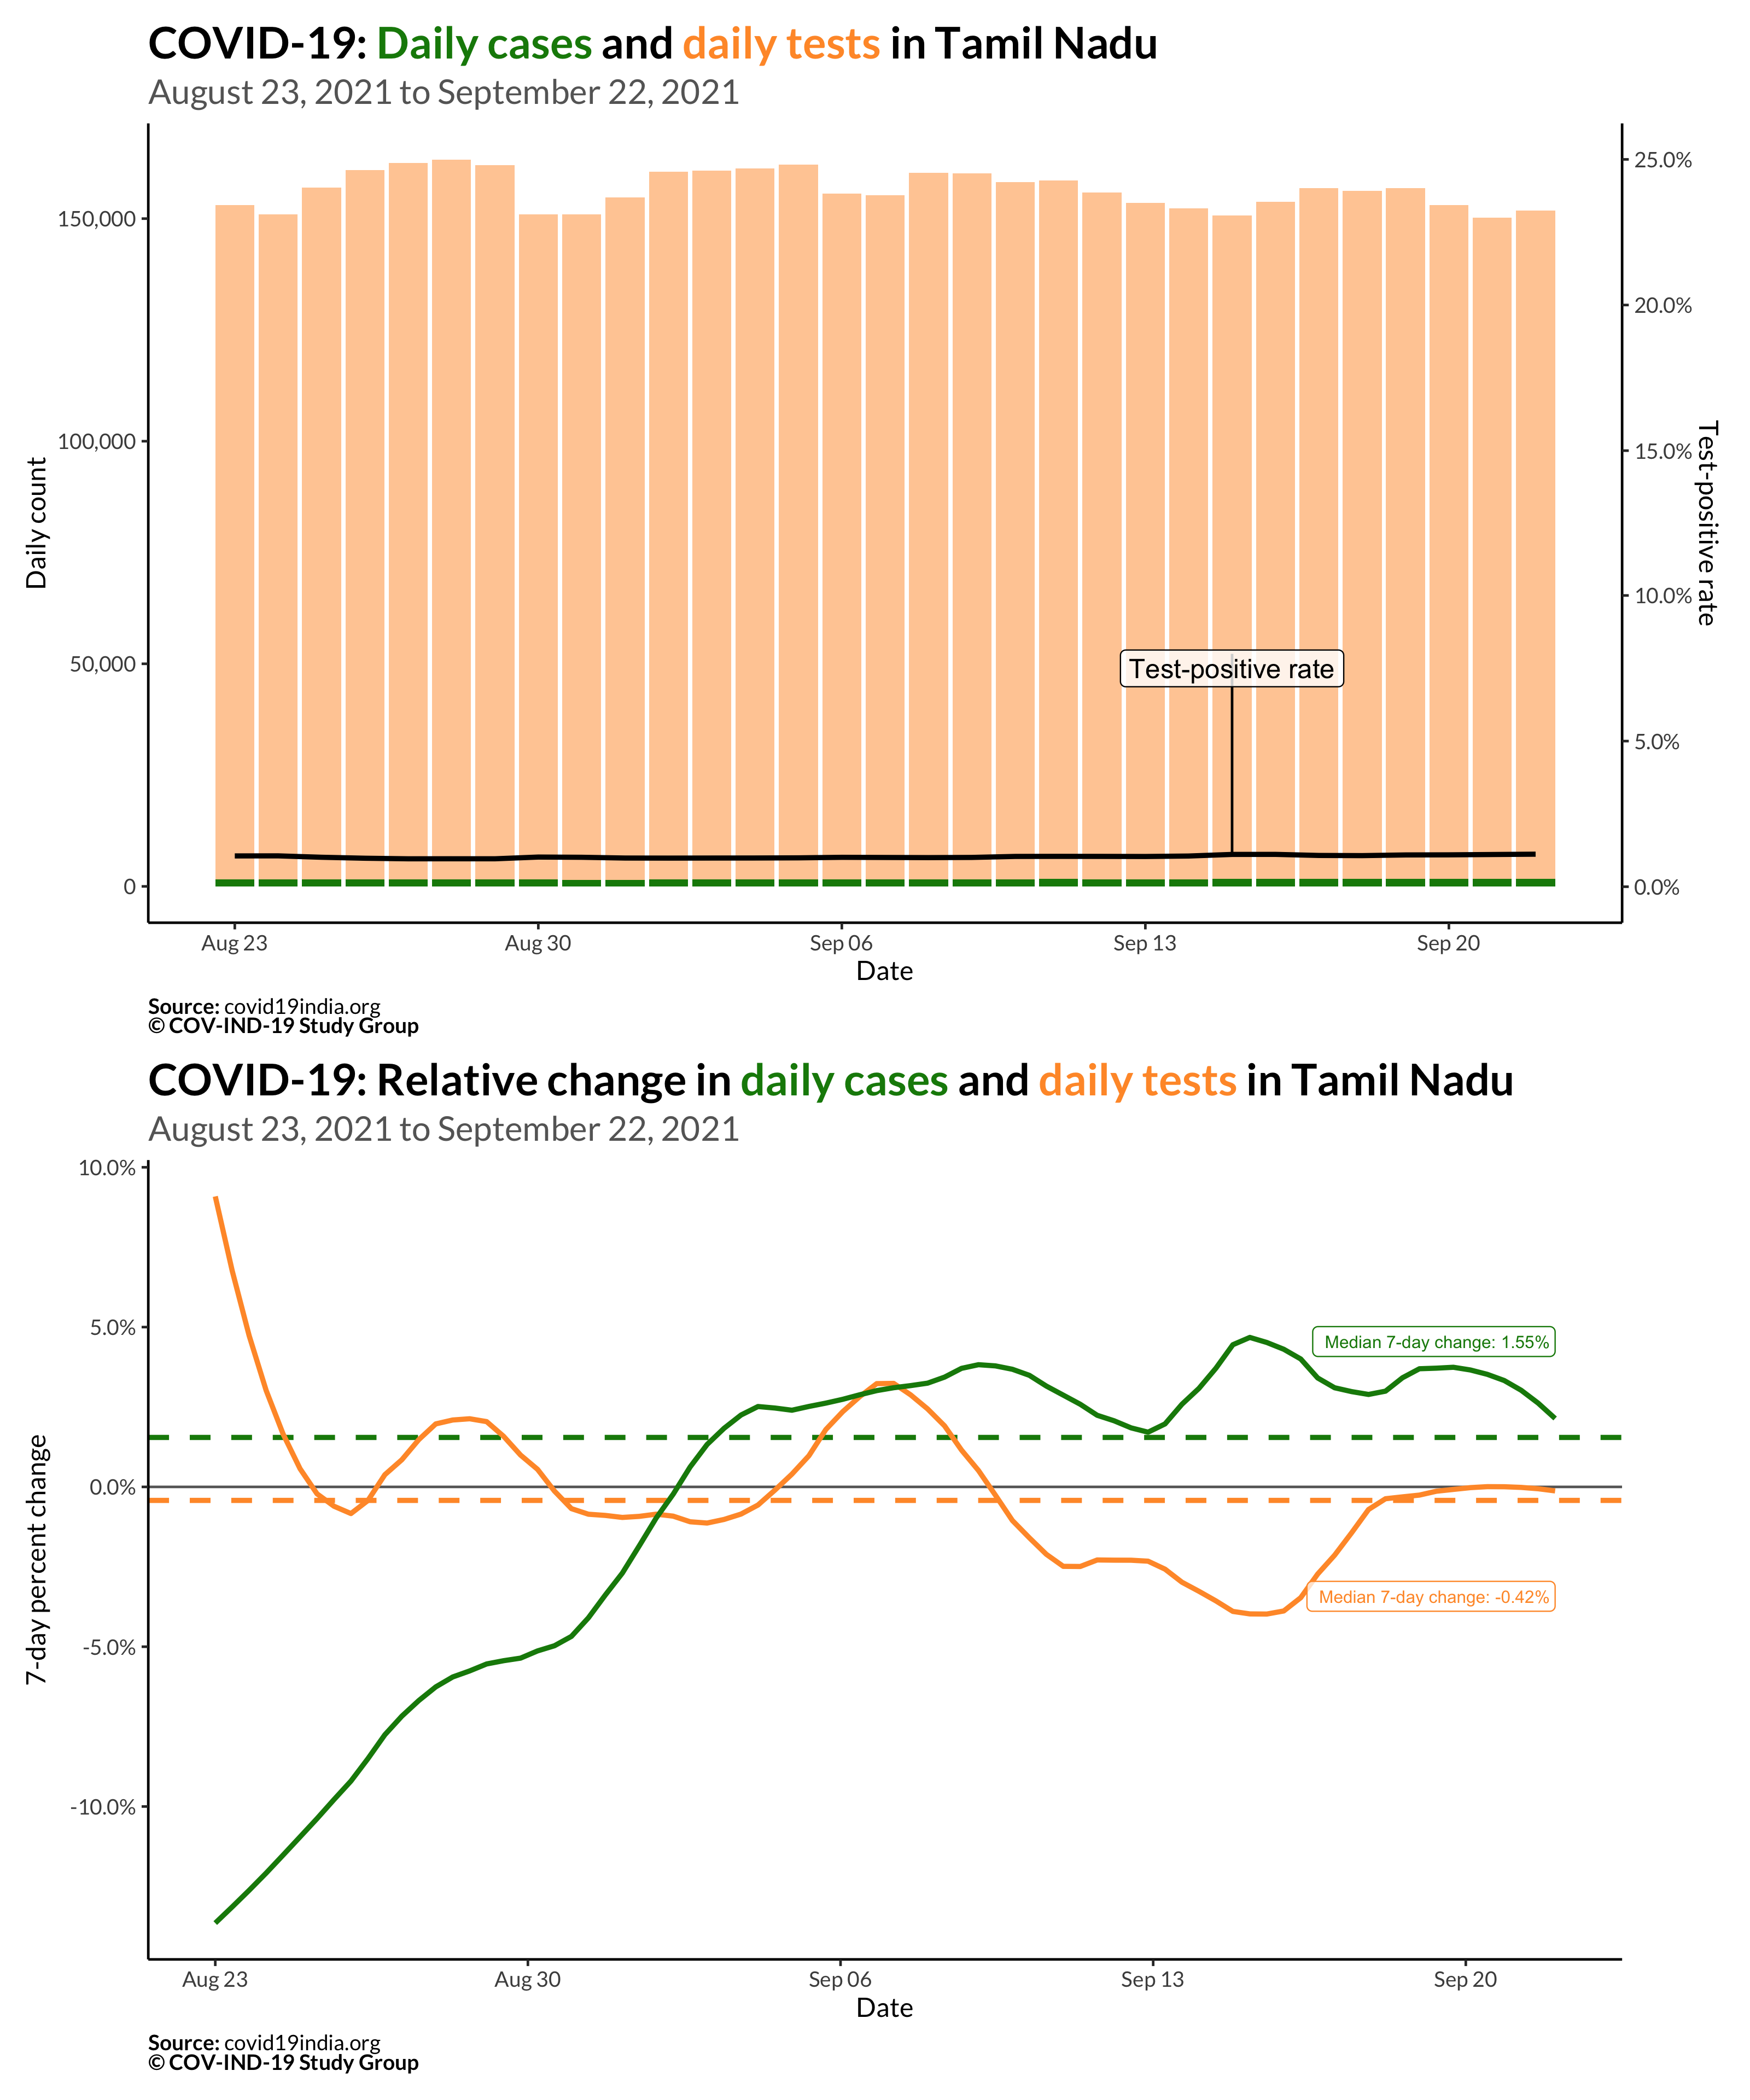 COVID-19: Daily cases and daily tests in Tamil Nadu
August 23, 2021 to September 22, 2021
Daily count
150,000
100,000
50,000
0
25.0%
20.0%
15.0%
10.0%
5.0%
0.0%
Test-positive rate
Test-positive rate
Aug 23
Aug 30
Sep 06
Sep 13
Sep 20
Date
Source: covid19india.org
© COV-IND-19 Study Group
COVID-19: Relative change in daily cases and daily tests in Tamil Nadu
August 23, 2021 to September 22, 2021
7-day percent change
10.0%
5.0%
0.0%
-5.0%
-10.0%
Median 7-day change: 1.55%
Median 7-day change: -0.42%
Aug 23
Aug 30
Sep 06
Sep 13
Sep 20
Date
Source: covid19india.org
© COV-IND-19 Study Group